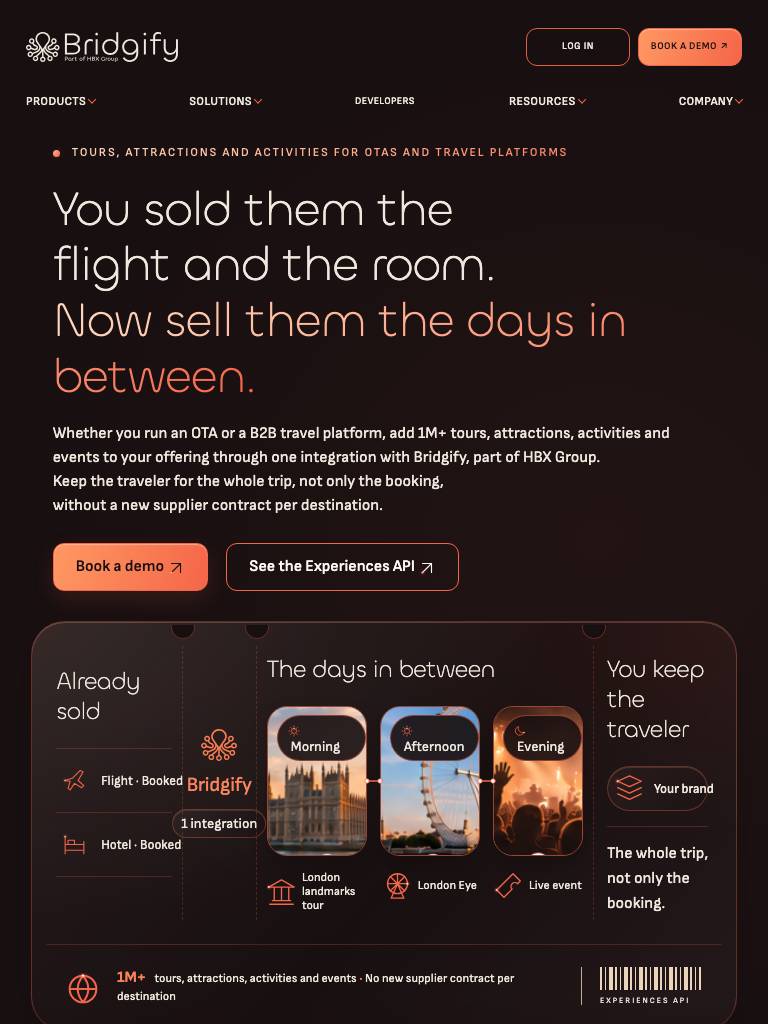 Bridgify
Part of HBX Group
LOG IN
BOOK A DEMO
PRODUCTS
SOLUTIONS
DEVELOPERS
RESOURCES
COMPANY
TOURS, ATTRACTIONS AND ACTIVITIES FOR OTAS AND TRAVEL PLATFORMS
You sold them the
flight and the room.
Now sell them the days in
between.
Whether you run an OTA or a B2B travel platform, add 1M+ tours, attractions, activities and
events to your offering through one integration with Bridgify, part of HBX Group.
Keep the traveler for the whole trip, not only the booking,
without a new supplier contract per destination.
Book a demo
See the Experiences API
Already
sold
Flight · Booked
Hotel · Booked
Bridgify
1 integration
The days in between
Morning
Afternoon
Evening
London
landmarks
tour
London Eye
Live event
You keep
the
traveler
Your brand
The whole trip,
not only the
booking.
1M+ tours, attractions, activities and events · No new supplier contract per
destination
EXPERIENCES API